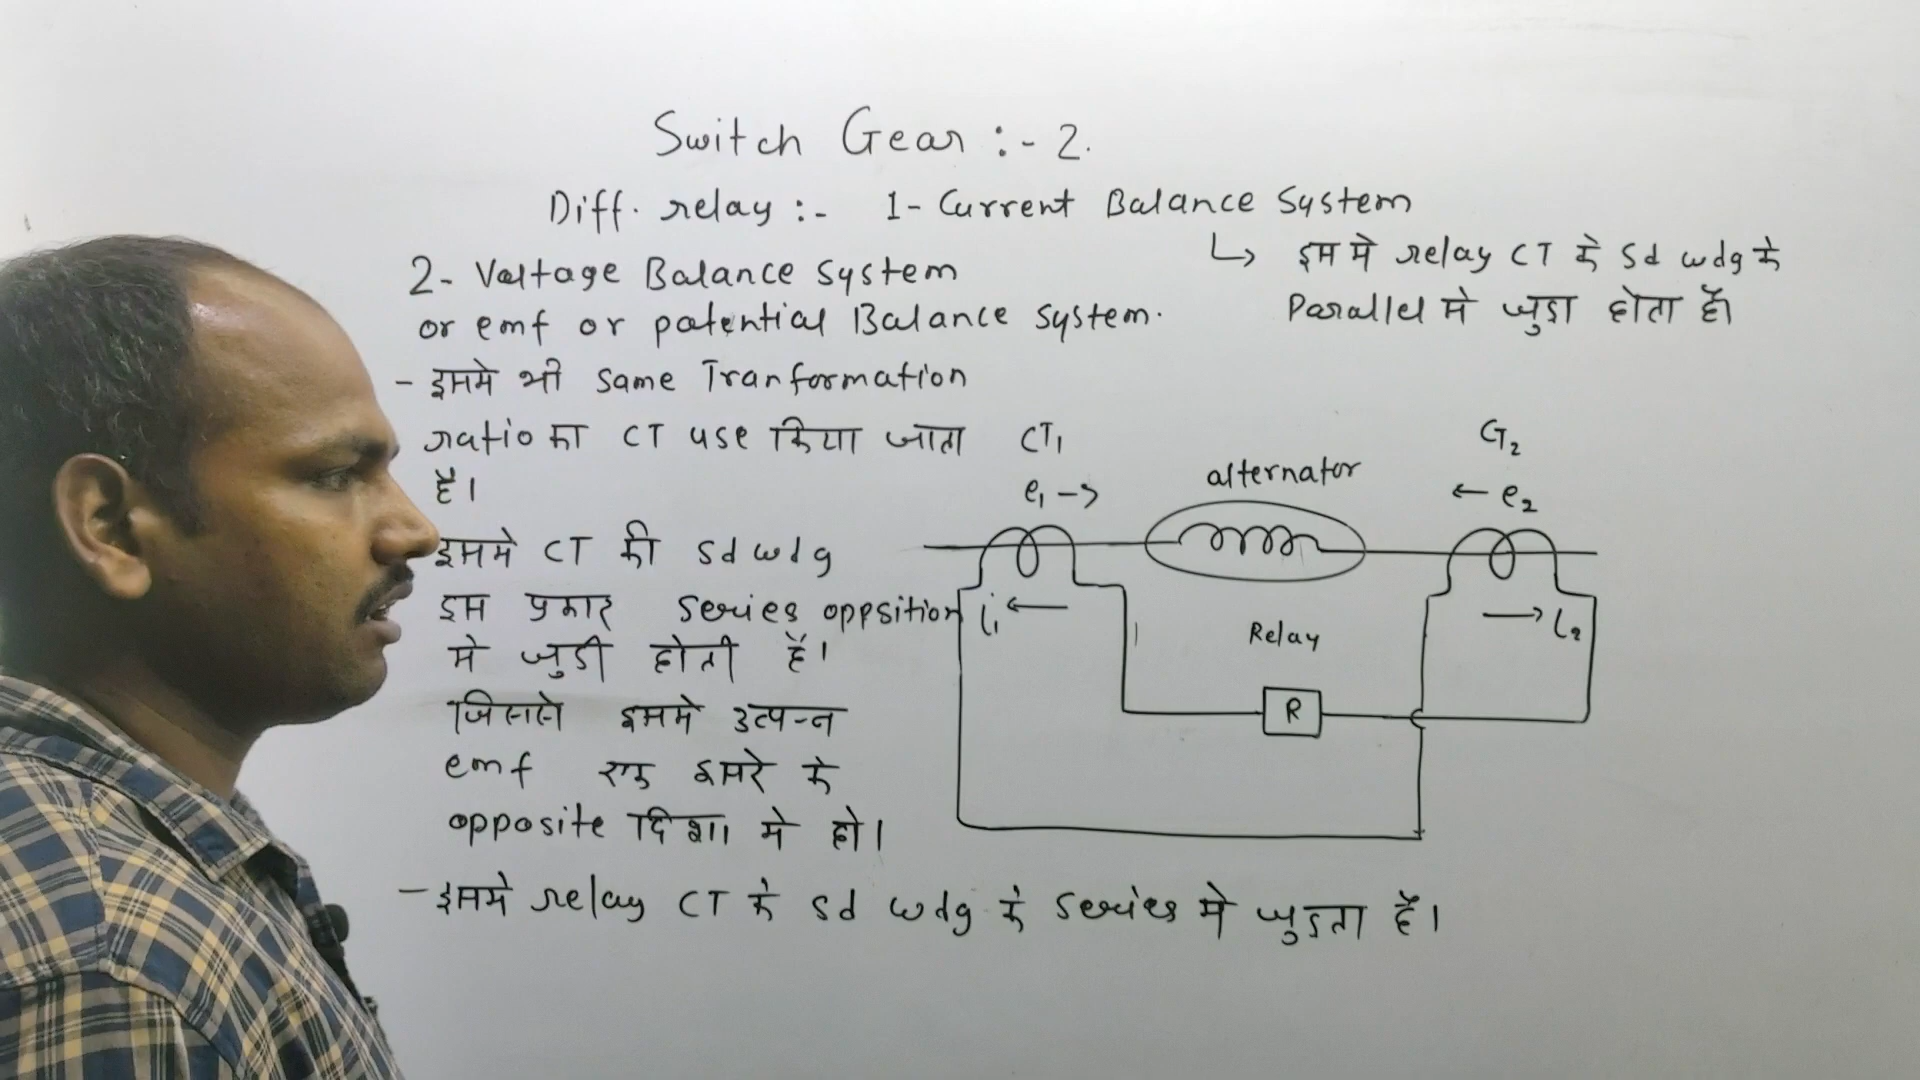 Switch Gear :- 2.
Diff. relay :- 1- Current Balance System
↳ इस मे relay CT के Sd wdg के
Parallel मे जुड़ा होता है।
2- Voltage Balance System
or emf or potential Balance system.
- इसमे भी Same Tranformation
ratio का CT use किया जाता
है।
इसमे CT की Sd wdg
इस प्रकार Series oppsition
मे जुडी होती है।
जिससे इसमे उत्पन्न
emf एक दूसरे के
opposite दिशा मे हो।
- इसमे relay CT के Sd wdg के Series मे जुडता है।
CT₁
e₁ →
alternator
CT₂
← e₂
i₁ ←
→ i₂
Relay
R